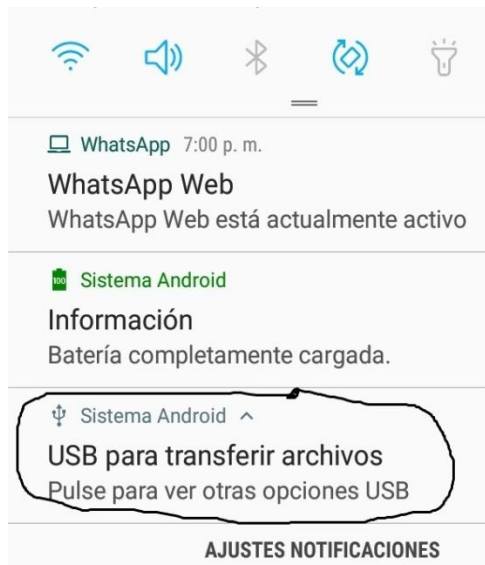 WhatsApp 7:00 p. m.
WhatsApp Web
WhatsApp Web está actualmente activo
100 Sistema Android
Información
Batería completamente cargada.
Sistema Android
USB para transferir archivos
Pulse para ver otras opciones USB
AJUSTES NOTIFICACIONES